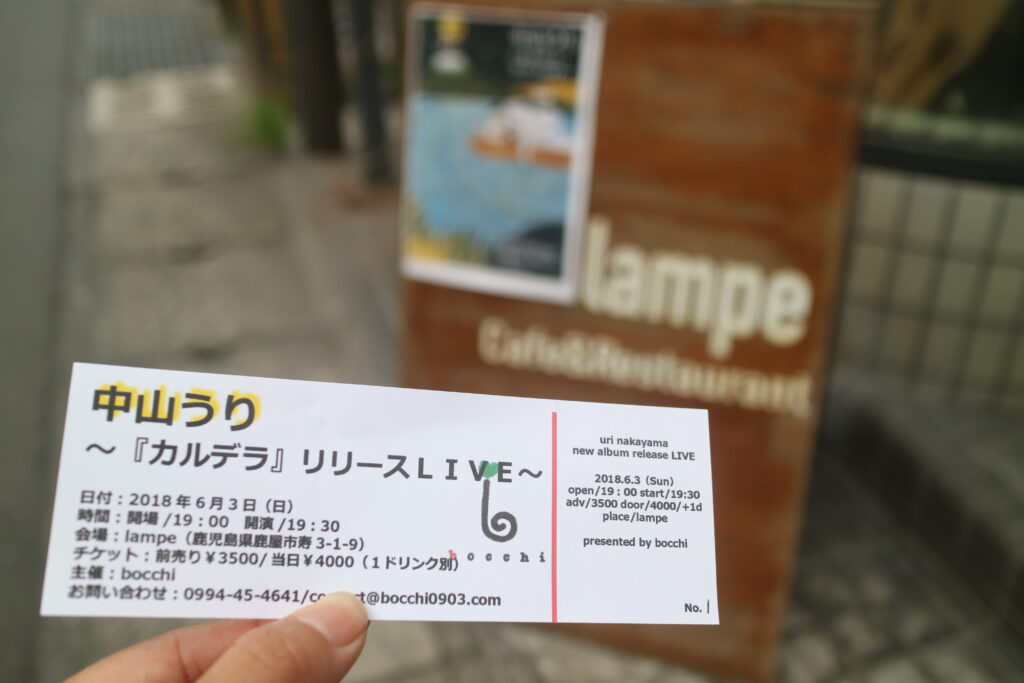 lampe
Cafe&Restaurant
中山うり
～『カルデラ』リリースＬＩＶＥ～
日付：2018年６月３日（日）
時間：開場/19：00　開演/19：30
会場：lampe（鹿児島県鹿屋市寿3-1-9）
チケット：前売り￥3500/当日￥4000（１ドリンク別）
主催：bocchi
お問い合わせ：0994-45-4641/ @bocchi0903.com
bocchi
uri nakayama
new album release LIVE
2018.6.3（Sun）
open/19：00 start/19:30
adv/3500 door/4000/+1d
place/lampe
presented by bocchi
No.